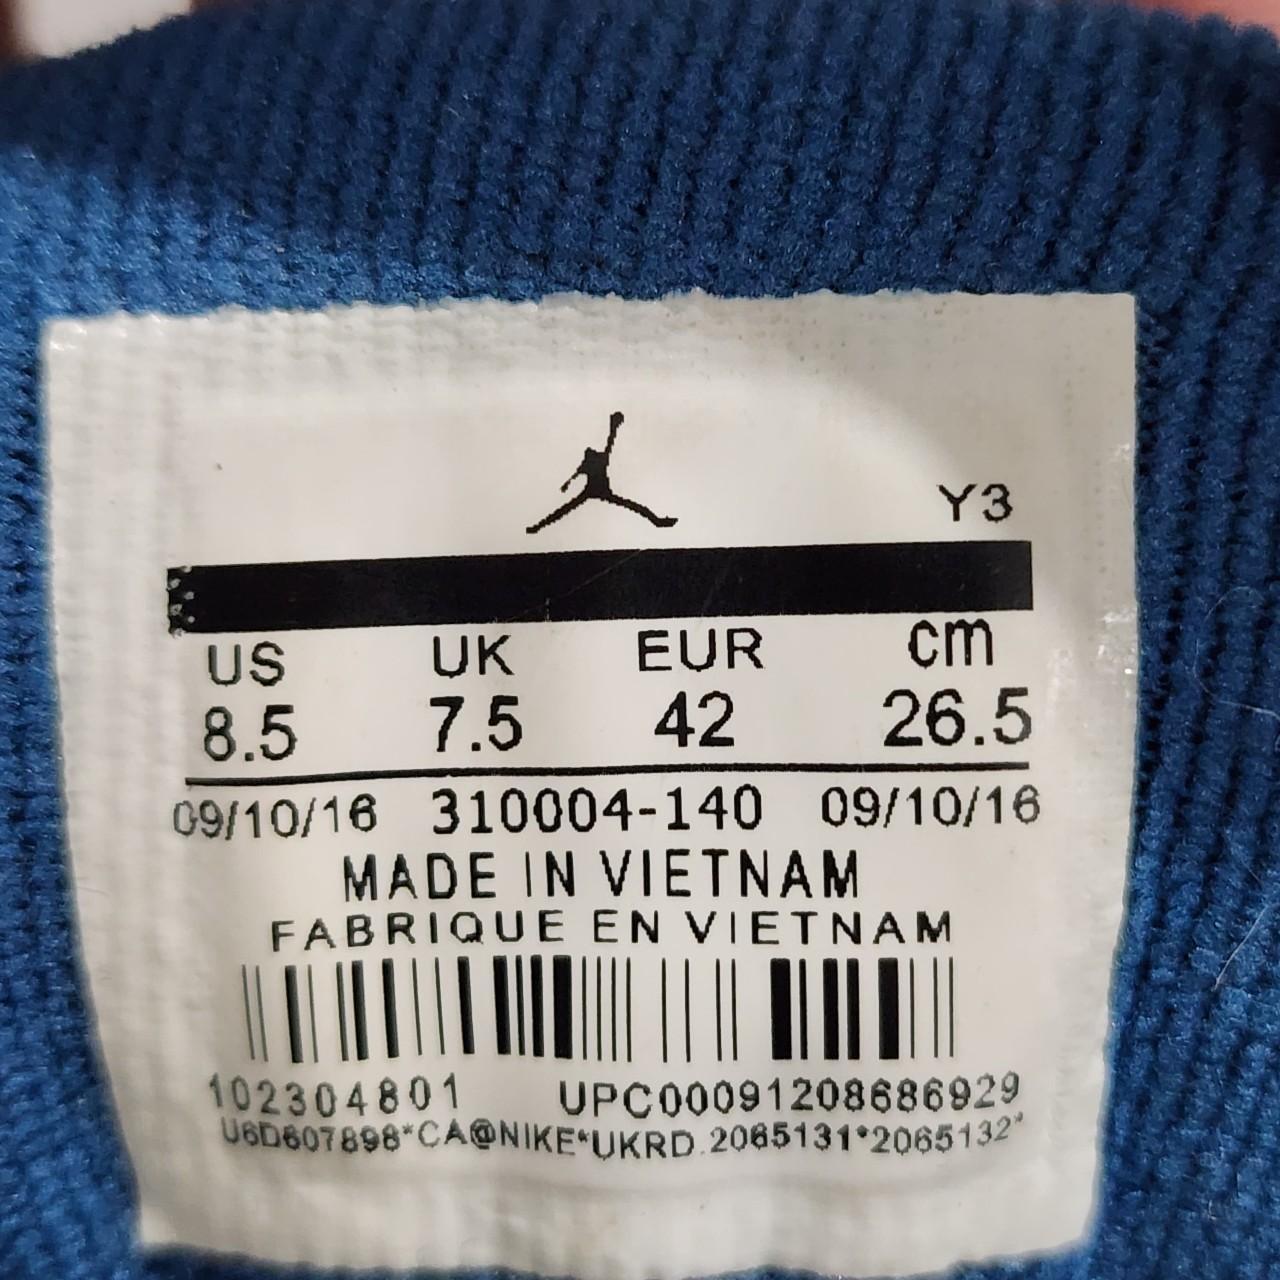 Y3
US UK EUR cm
8.5 7.5 42 26.5
09/10/16 310004-140 09/10/16
MADE IN VIETNAM
FABRIQUE EN VIETNAM
102304801 UPC00091208686929
U6D607898*CA@NIKE*UKRD.2065131*2065132*